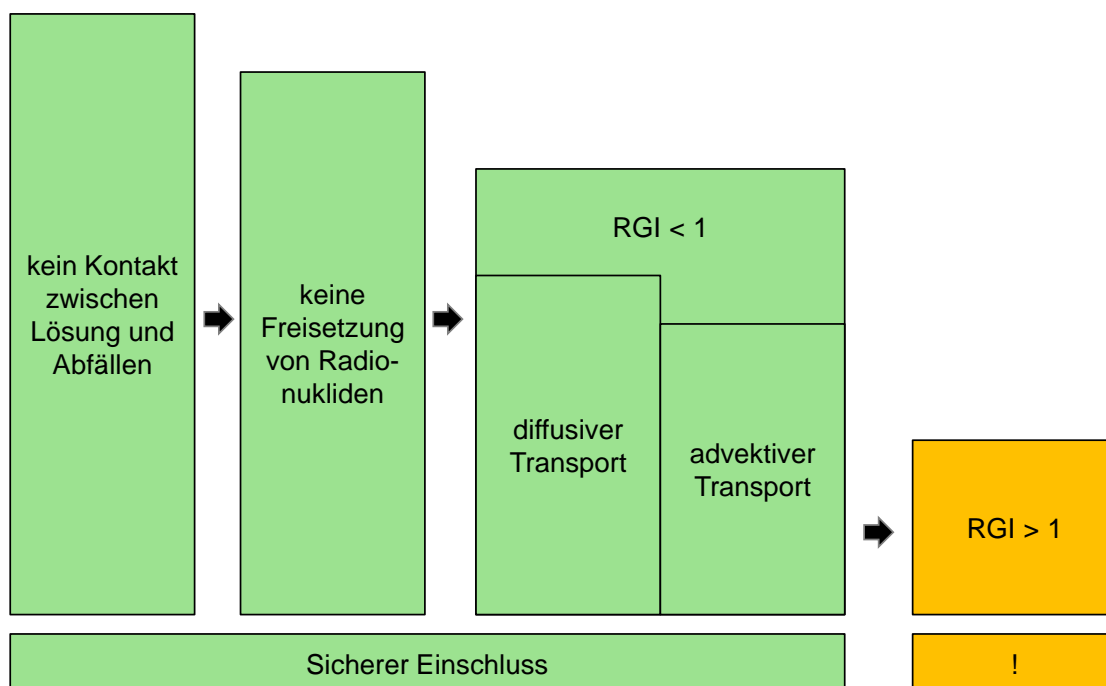 kein Kontakt
zwischen
Lösung und
Abfällen
keine
Freisetzung
von Radio-
nukliden
RGI < 1
diffusiver
Transport
advektiver
Transport
RGI > 1
Sicherer Einschluss
!